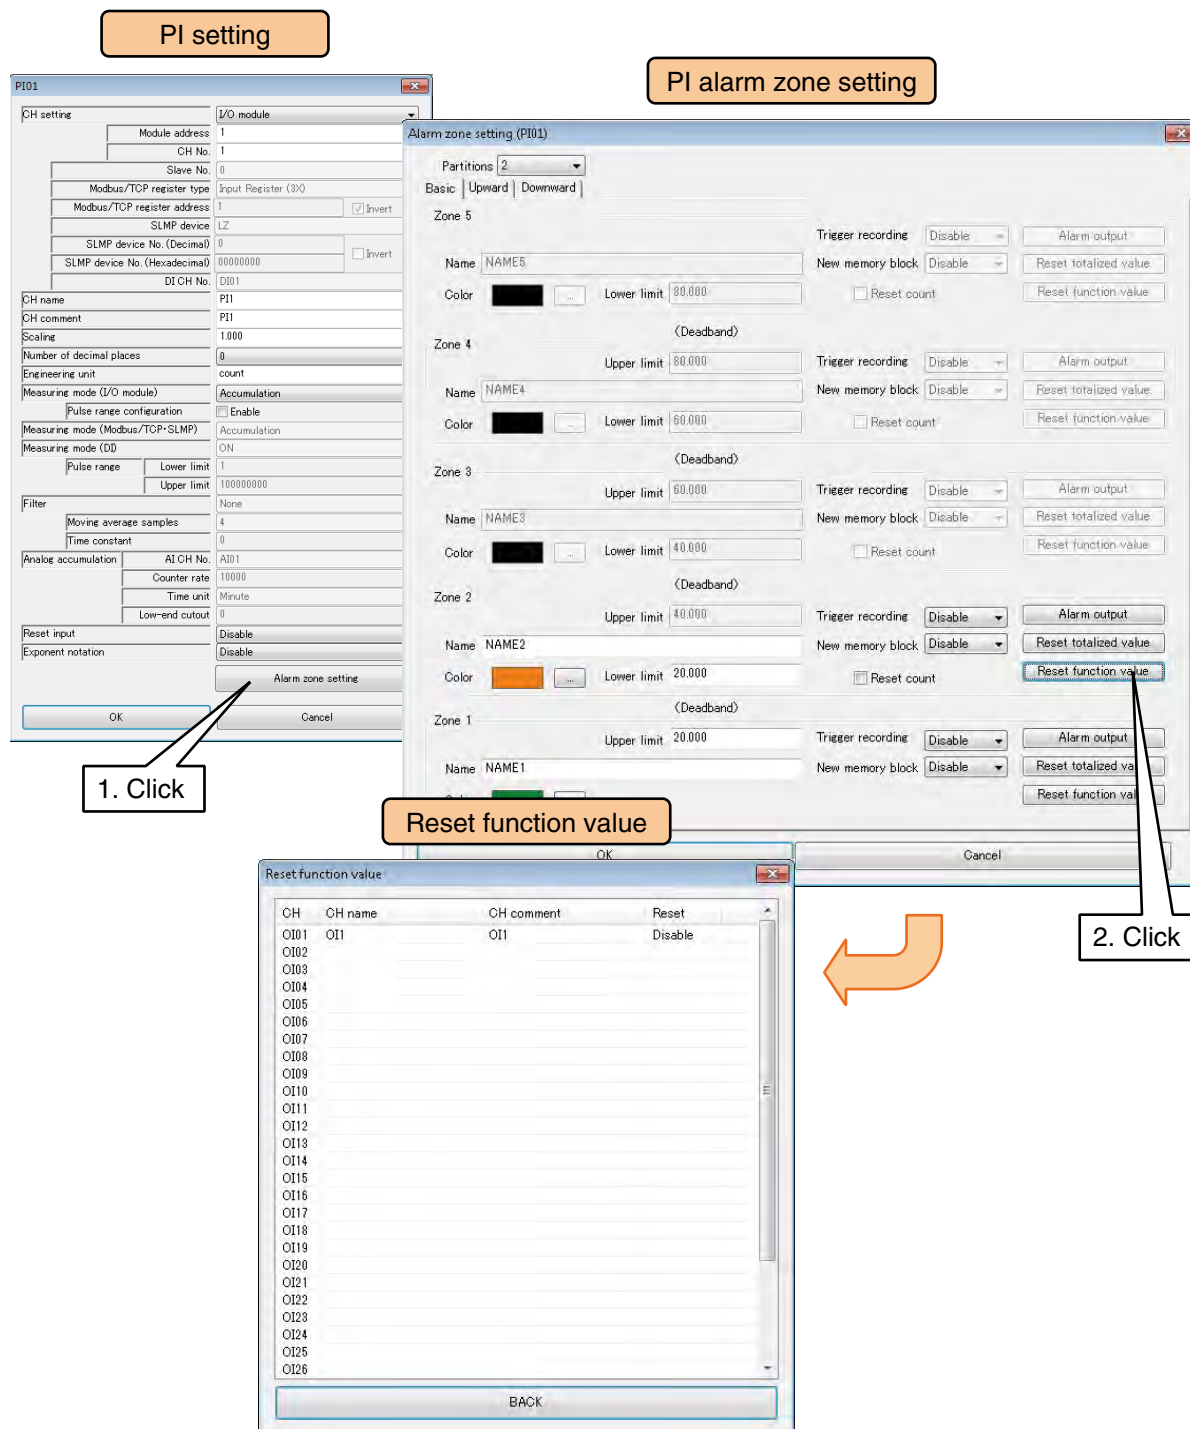 PI setting
PI01
CH setting I/O module
Module address 1
CH No. 1
Slave No. 0
Modbus/TCP register type Input Register (3X)
Modbus/TCP register address 1 Invert
SLMP device LZ
SLMP device No. (Decimal) 0
SLMP device No. (Hexadecimal) 00000000 Invert
DI CH No. DI01
CH name PI1
CH comment PI1
Scaling 1.000
Number of decimal places 0
Engineering unit count
Measuring mode (I/O module) Accumulation
Pulse range configuration Enable
Measuring mode (Modbus/TCP・SLMP) Accumulation
Measuring mode (DI) ON
Pulse range Lower limit 1
Upper limit 100000000
Filter None
Moving average samples 4
Time constant 0
Analog accumulation AI CH No. AI01
Counter rate 10000
Time unit Minute
Low-end cutout 0
Reset input Disable
Exponent notation Disable
Alarm zone setting
OK Cancel
1. Click
PI alarm zone setting
Alarm zone setting (PI01)
Partitions 2
Basic Upward Downward
Zone 5
Trigger recording Disable Alarm output
Name NAME5 New memory block Disable Reset totalized value
Color ... Lower limit 80.000 Reset count Reset function value
(Deadband)
Zone 4
Upper limit 80.000 Trigger recording Disable Alarm output
Name NAME4 New memory block Disable Reset totalized value
Color ... Lower limit 60.000 Reset count Reset function value
(Deadband)
Zone 3
Upper limit 60.000 Trigger recording Disable Alarm output
Name NAME3 New memory block Disable Reset totalized value
Color ... Lower limit 40.000 Reset count Reset function value
(Deadband)
Zone 2
Upper limit 40.000 Trigger recording Disable Alarm output
Name NAME2 New memory block Disable Reset totalized value
Color ... Lower limit 20.000 Reset count Reset function value
(Deadband)
Zone 1
Upper limit 20.000 Trigger recording Disable Alarm output
Name NAME1 New memory block Disable Reset totalized
Reset function
OK Cancel
2. Click
Reset function value
Reset function value
CH CH name CH comment Reset
OI01 OI1 OI1 Disable
OI02
OI03
OI04
OI05
OI06
OI07
OI08
OI09
OI10
OI11
OI12
OI13
OI14
OI15
OI16
OI17
OI18
OI19
OI20
OI21
OI22
OI23
OI24
OI25
OI26
BACK